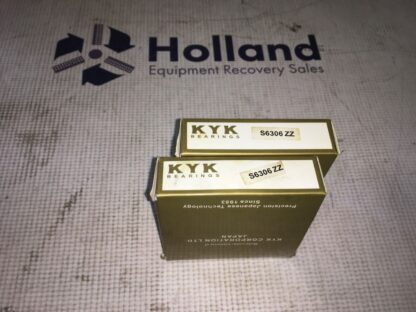 Holland
Equipment Recovery Sales
KYK
BEARINGS
S6306 ZZ
KYK
BEARINGS
S6306 ZZ
Precision Japanese Technology
Since 1953
KYK CORPORATION LTD
JAPAN